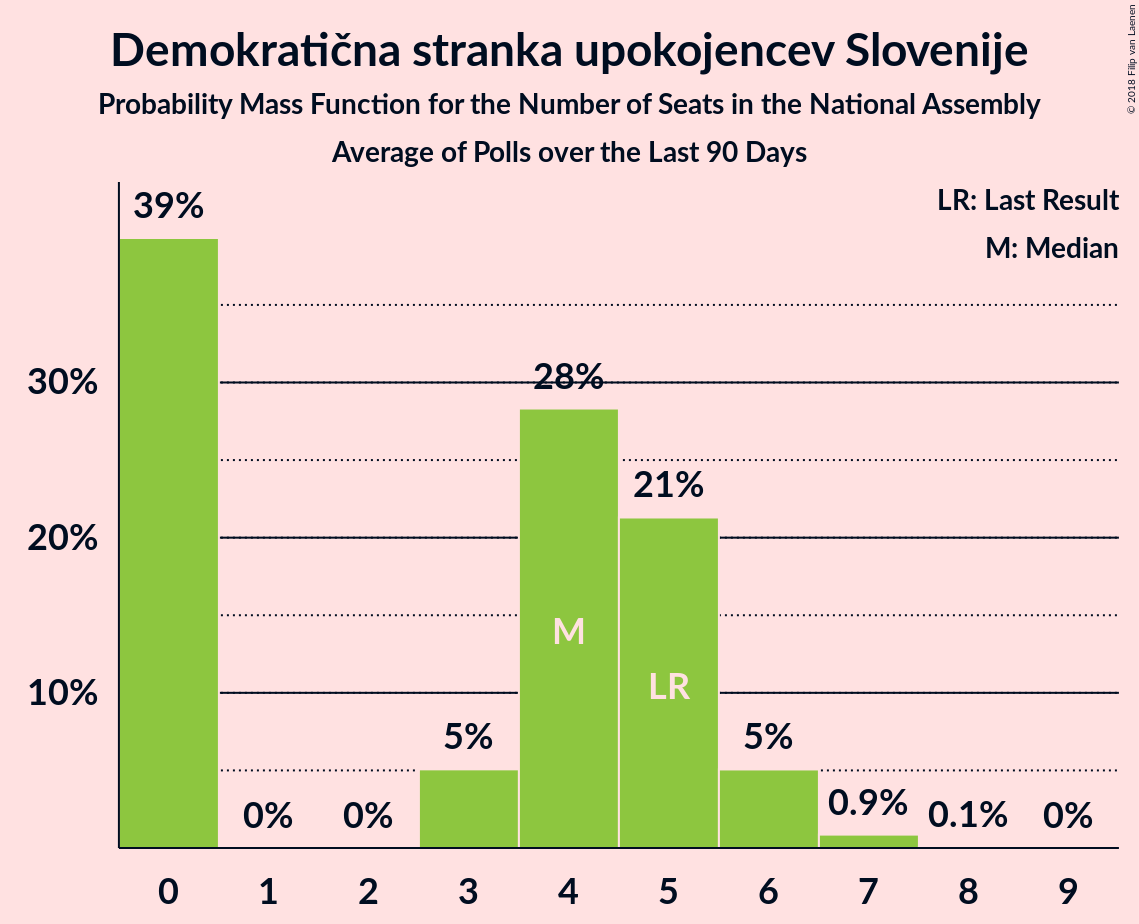 Demokratična stranka upokojencev Slovenije
Probability Mass Function for the Number of Seats in the National Assembly
Average of Polls over the Last 90 Days
© 2018 Filip van Laenen
LR: Last Result
M: Median
39%
28%
21%
5%
5%
0%
0%
0.9%
0.1%
0%
M
LR
30%
20%
10%
0 1 2 3 4 5 6 7 8 9